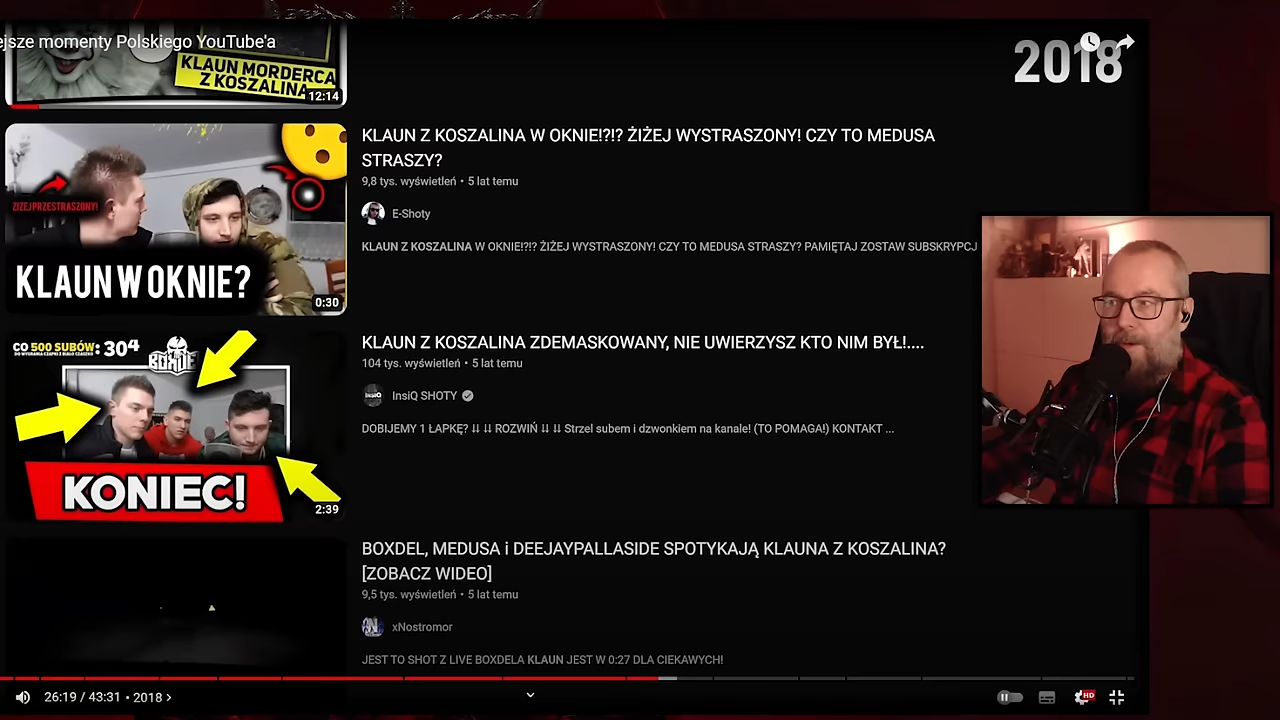 ejsze momenty Polskiego YouTube'a
2018
KLAUN MORDERCA
Z KOSZALINA
12:14
KLAUN Z KOSZALINA W OKNIE!?!? ŻIŻEJ WYSTRASZONY! CZY TO MEDUSA
STRASZY?
9,8 tys. wyświetleń • 5 lat temu
ZIZEJ PRZESTRASZONY!
E-Shoty
KLAUN Z KOSZALINA W OKNIE!?!? ŻIŻEJ WYSTRASZONY! CZY TO MEDUSA STRASZY? PAMIĘTAJ ZOSTAW SUBSKRYPCJ
KLAUN W OKNIE?
0:30
CO 500 SUBÓW: 304
BOXDEL
KLAUN Z KOSZALINA ZDEMASKOWANY, NIE UWIERZYSZ KTO NIM BYŁ!....
104 tys. wyświetleń • 5 lat temu
InsiQ SHOTY
DOBIJEMY 1 ŁAPKĘ? ⇊ ⇊ ROZWIŃ ⇊ ⇊ Strzel subem i dzwonkiem na kanale! (TO POMAGA!) KONTAKT ...
KONIEC!
2:39
BOXDEL, MEDUSA i DEEJAYPALLASIDE SPOTYKAJĄ KLAUNA Z KOSZALINA?
[ZOBACZ WIDEO]
9,5 tys. wyświetleń • 5 lat temu
xNostromor
JEST TO SHOT Z LIVE BOXDELA KLAUN JEST W 0:27 DLA CIEKAWYCH!
26:19 / 43:31 • 2018 >
HD